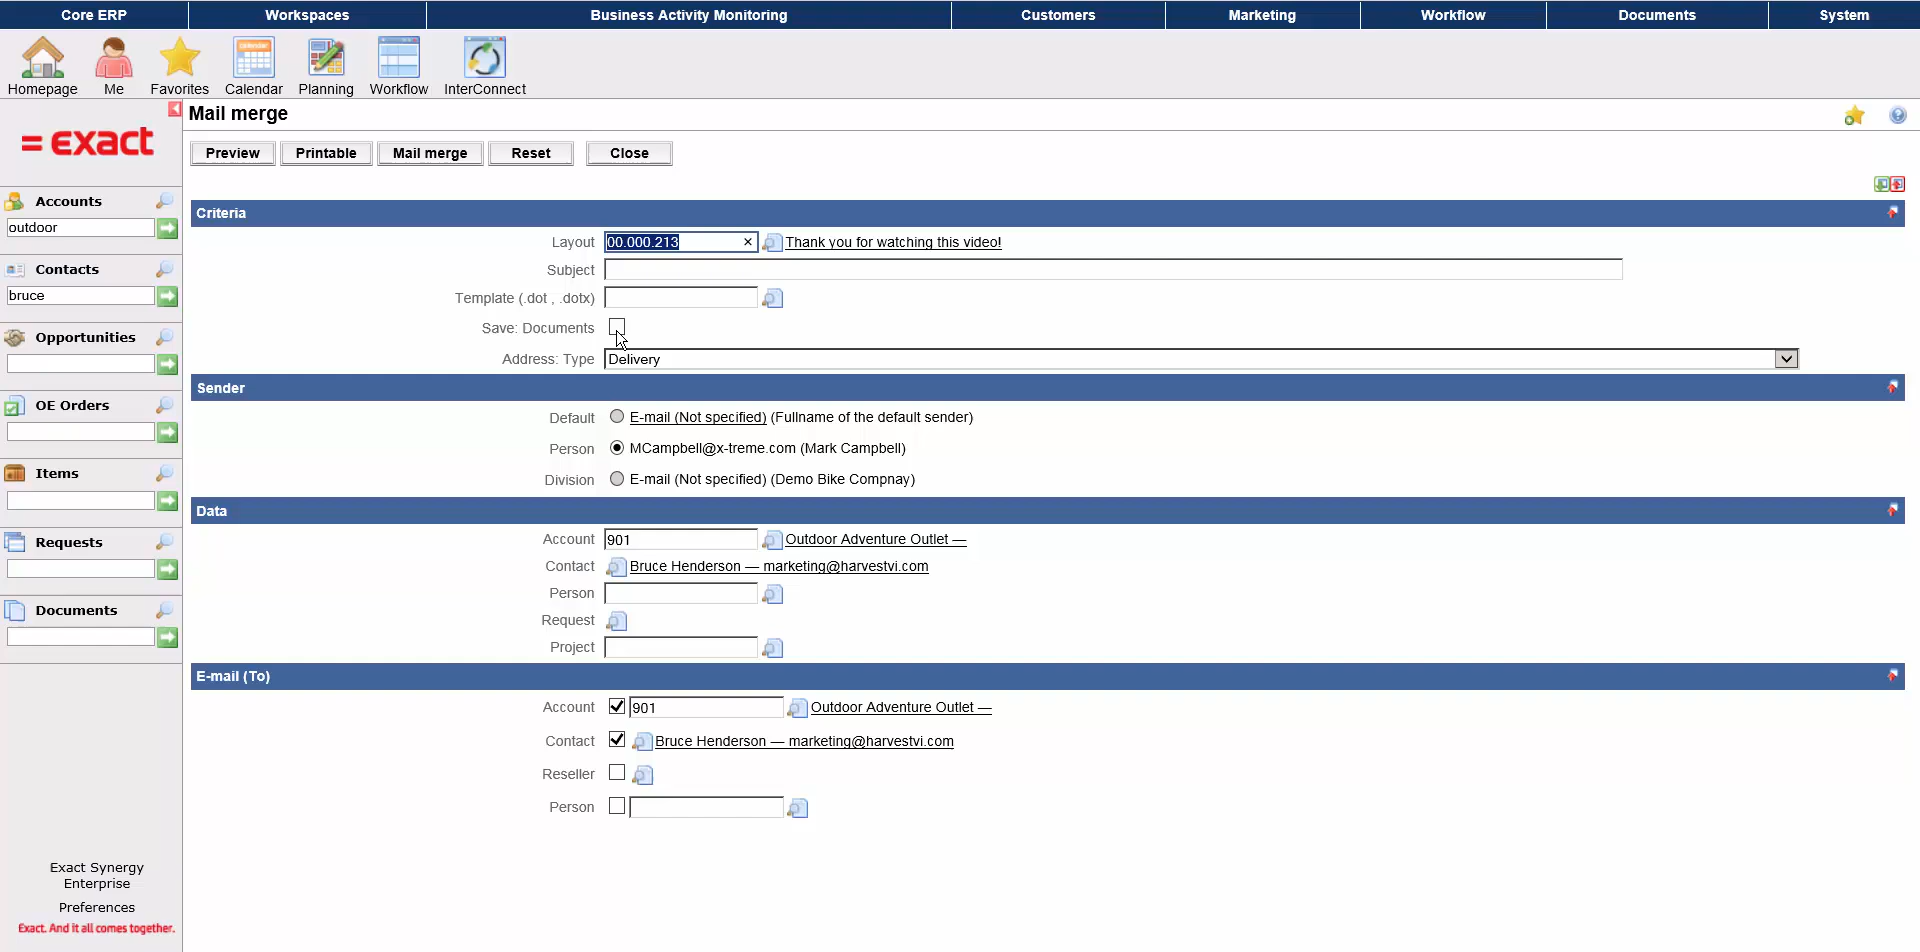 Core ERP Workspaces Business Activity Monitoring Customers Marketing Workflow Documents System
Homepage Me Favorites Calendar Planning Workflow InterConnect
= exact
Accounts
outdoor
Contacts
bruce
Opportunities
OE Orders
Items
Requests
Documents
Exact Synergy
Enterprise
Preferences
Exact. And it all comes together.
Mail merge
Preview Printable Mail merge Reset Close
Criteria
Layout 00.000.213 × Thank you for watching this video!
Subject
Template (.dot , .dotx)
Save: Documents
Address: Type Delivery
Sender
Default E-mail (Not specified) (Fullname of the default sender)
Person MCampbell@x-treme.com (Mark Campbell)
Division E-mail (Not specified) (Demo Bike Compnay)
Data
Account 901 Outdoor Adventure Outlet —
Contact Bruce Henderson — marketing@harvestvi.com
Person
Request
Project
E-mail (To)
Account 901 Outdoor Adventure Outlet —
Contact Bruce Henderson — marketing@harvestvi.com
Reseller
Person